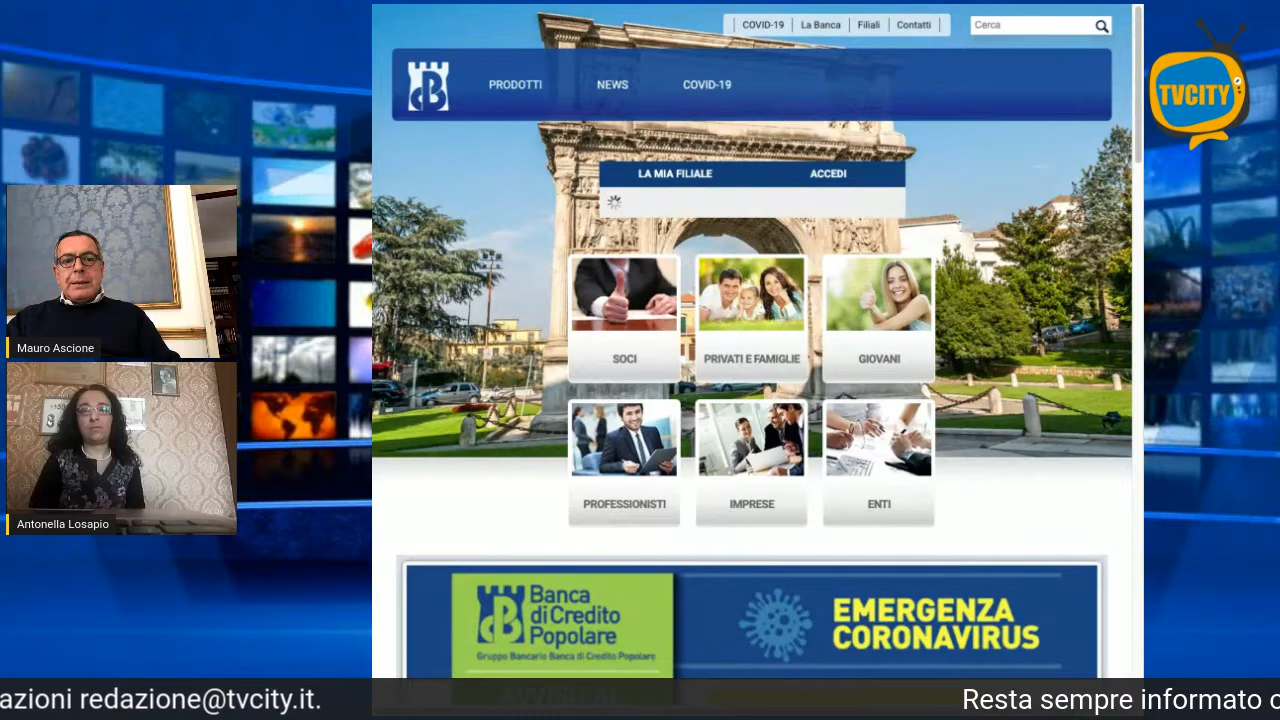 COVID-19 La Banca Filiali Contatti
Cerca
TVCITY
CB
PRODOTTI NEWS COVID-19
LA MIA FILIALE ACCEDI
Mauro Ascione
Antonella Losapio
SOCI PRIVATI E FAMIGLIE GIOVANI
PROFESSIONISTI IMPRESE ENTI
Banca
di Credito
Popolare
Gruppo Bancario Banca di Credito Popolare
EMERGENZA
CORONAVIRUS
azioni redazione@tvcity.it.
Resta sempre informato c